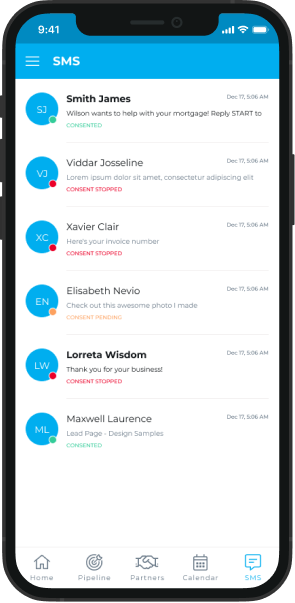 9:41
SMS
SJ
Smith James
Dec 17, 5:06 AM
Wilson wants to help with your mortgage! Reply START to
CONSENTED
VJ
Viddar Josseline
Dec 17, 5:06 AM
Lorem ipsum dolor sit amet, consectetur adipiscing elit
CONSENT STOPPED
XC
Xavier Clair
Dec 17, 5:06 AM
Here's your invoice number
CONSENT STOPPED
EN
Elisabeth Nevio
Dec 17, 5:06 AM
Check out this awesome photo I made
CONSENT PENDING
LW
Lorreta Wisdom
Dec 17, 5:06 AM
Thank you for your business!
CONSENT STOPPED
ML
Maxwell Laurence
Dec 17, 5:06 AM
Lead Page - Design Samples
CONSENTED
Home
Pipeline
Partners
Calendar
SMS